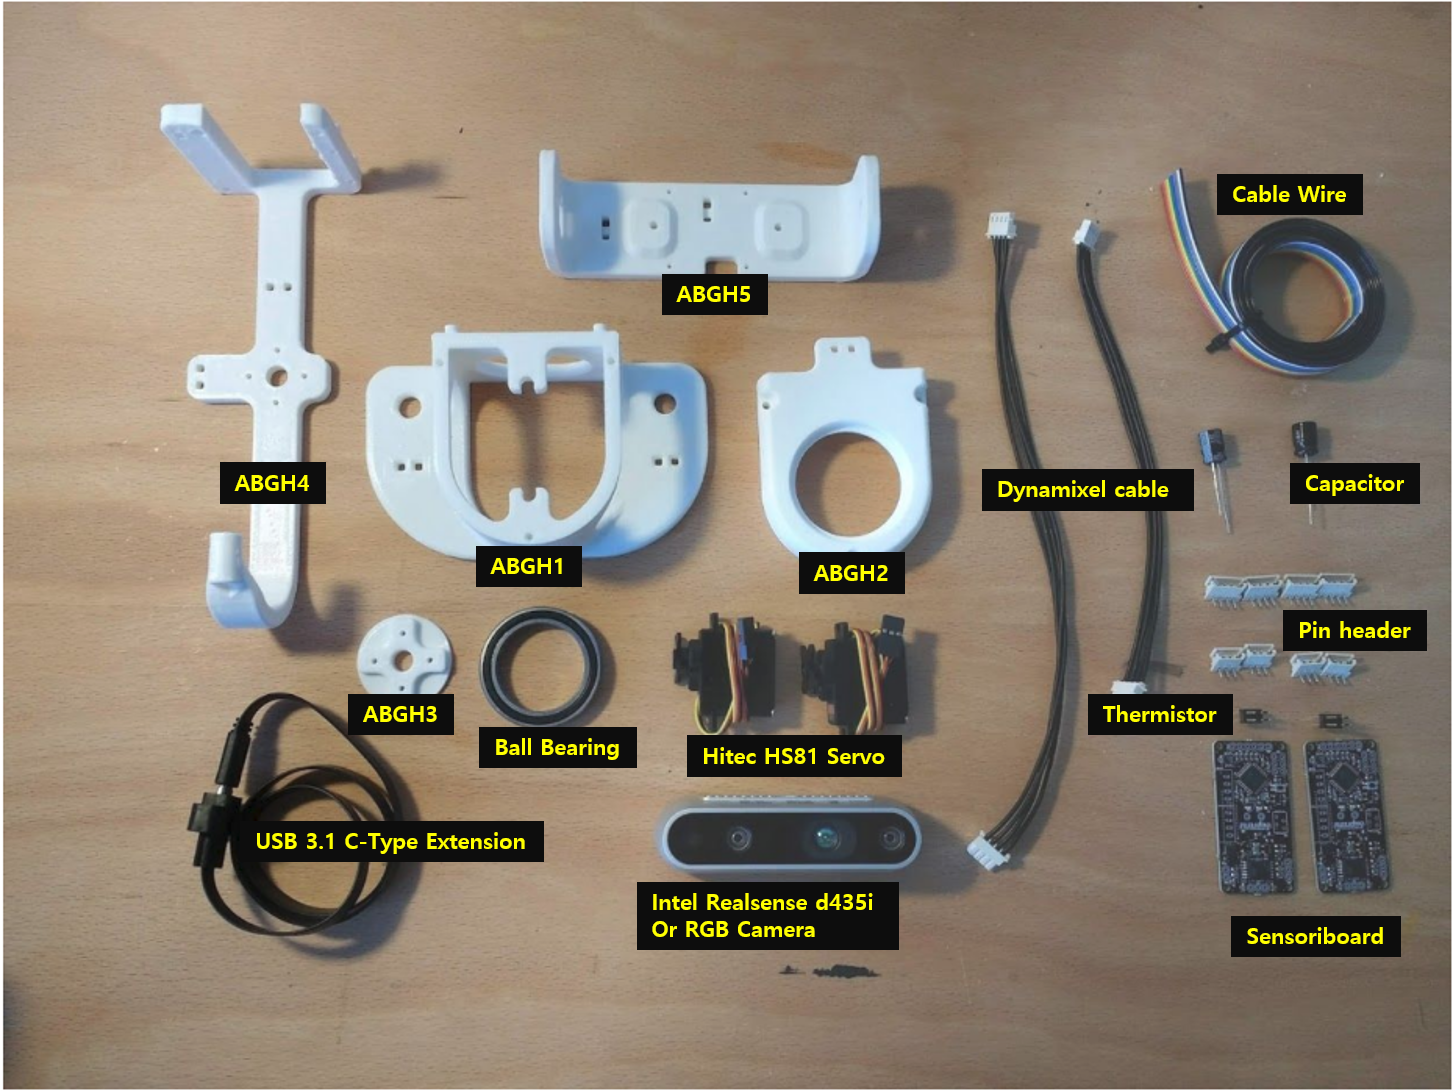 Cable Wire
ABGH5
ABGH4
Dynamixel cable
Capacitor
ABGH1
ABGH2
Pin header
ABGH3
Thermistor
Ball Bearing
Hitec HS81 Servo
USB 3.1 C-Type Extension
Intel Realsense d435i
Or RGB Camera
Sensoriboard